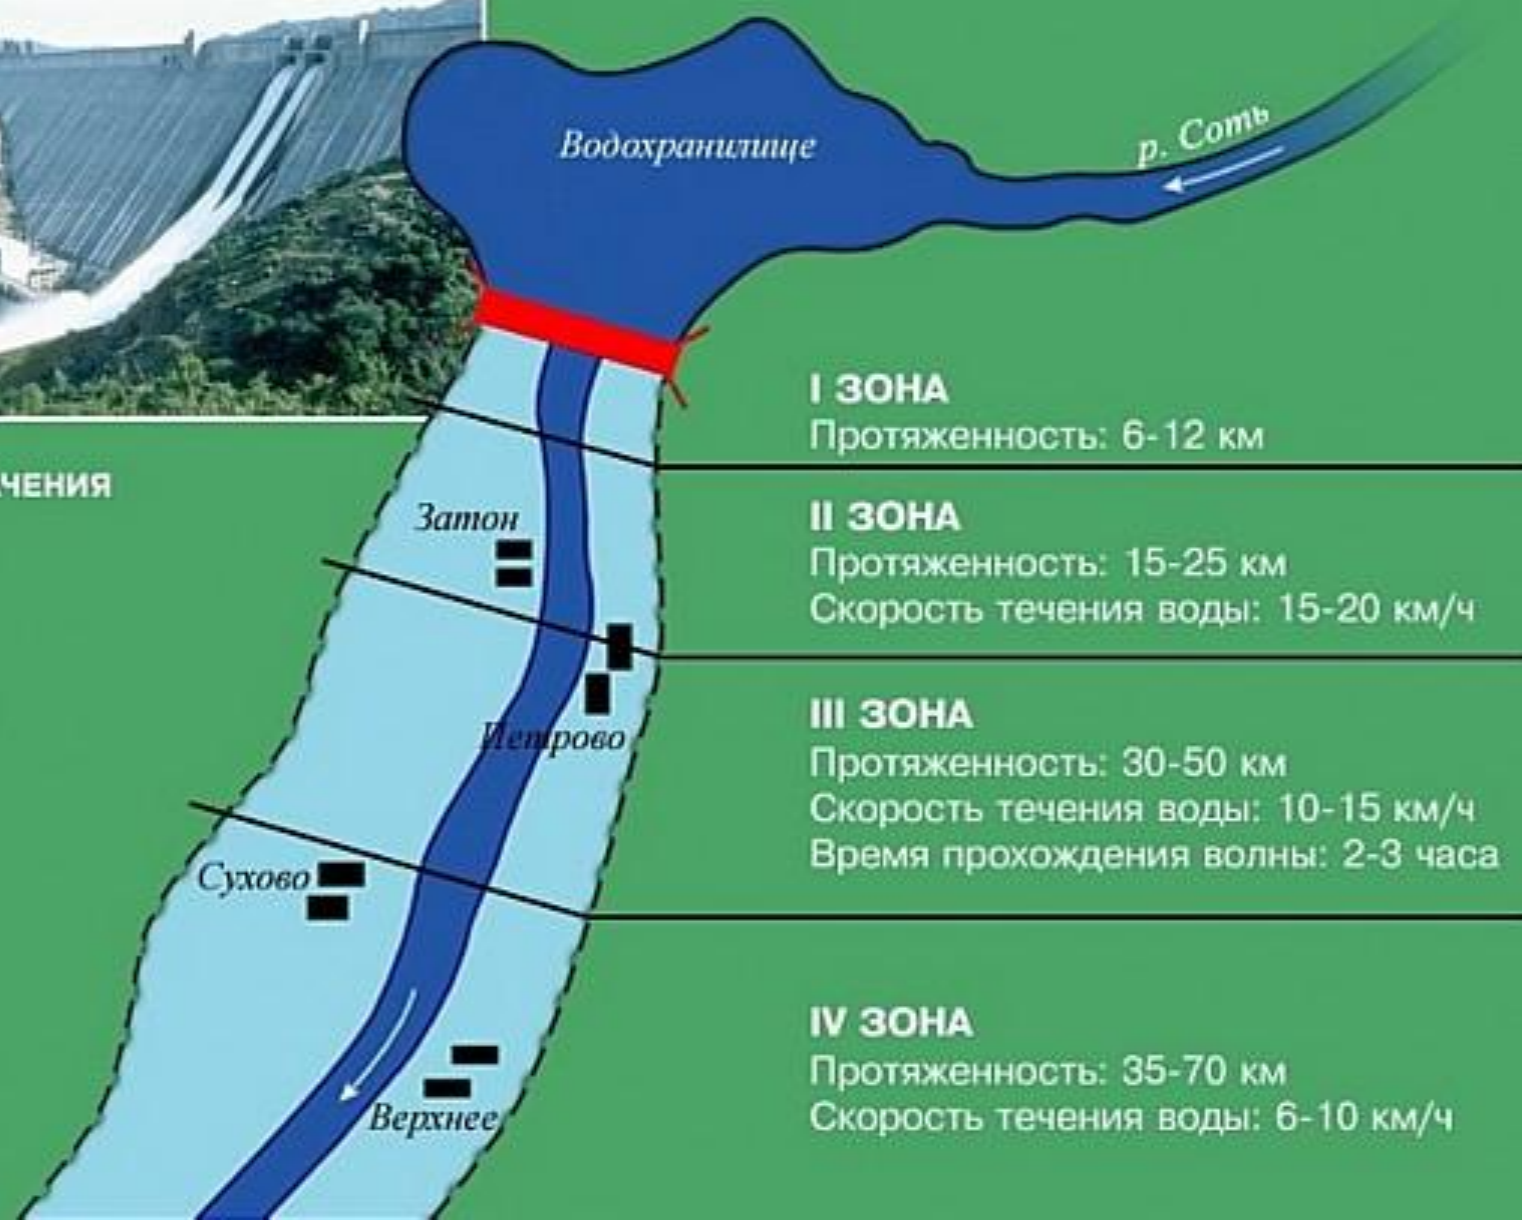 Водохранилище
р. Соть
I ЗОНА
Протяженность: 6-12 км
ЧЕНИЯ
II ЗОНА
Протяженность: 15-25 км
Скорость течения воды: 15-20 км/ч
Затон
III ЗОНА
Протяженность: 30-50 км
Скорость течения воды: 10-15 км/ч
Время прохождения волны: 2-3 часа
Петрово
Сухово
IV ЗОНА
Протяженность: 35-70 км
Скорость течения воды: 6-10 км/ч
Верхнее